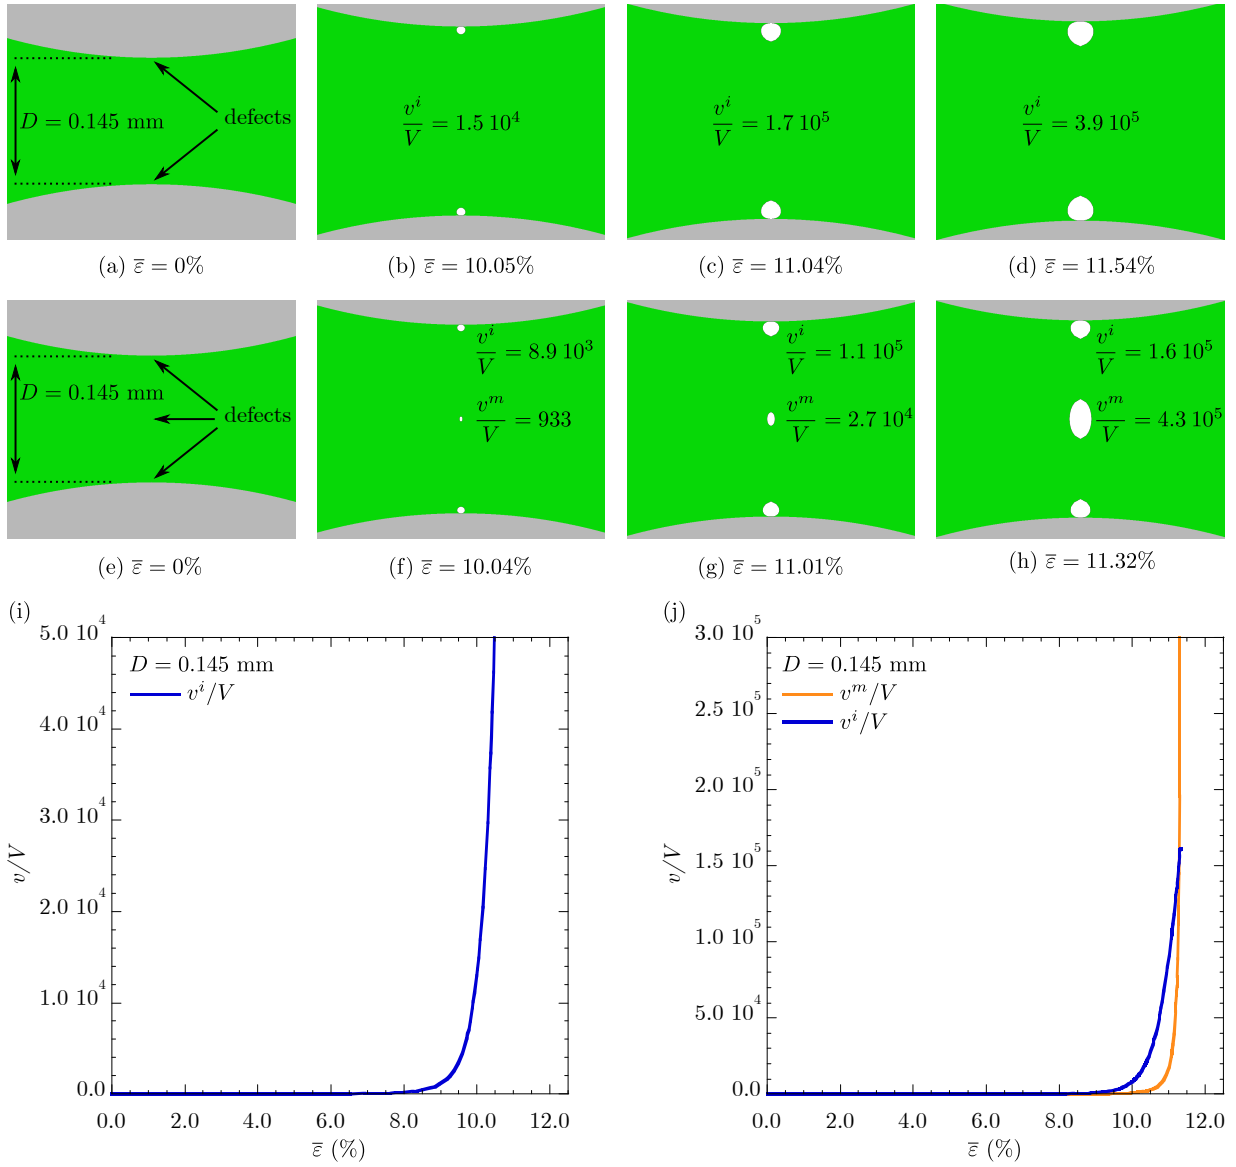 D = 0.145 mm
defects
v^i/V = 1.5 10^4
v^i/V = 1.7 10^5
v^i/V = 3.9 10^5
(a) ε̅ = 0%
(b) ε̅ = 10.05%
(c) ε̅ = 11.04%
(d) ε̅ = 11.54%
D = 0.145 mm
defects
v^i/V = 8.9 10^3
v^m/V = 933
v^i/V = 1.1 10^5
v^m/V = 2.7 10^4
v^i/V = 1.6 10^5
v^m/V = 4.3 10^5
(e) ε̅ = 0%
(f) ε̅ = 10.04%
(g) ε̅ = 11.01%
(h) ε̅ = 11.32%
(i)
5.0 10^4
4.0 10^4
3.0 10^4
2.0 10^4
1.0 10^4
0.0
v/V
D = 0.145 mm
v^i/V
0.0 2.0 4.0 6.0 8.0 10.0 12.0
ε̅ (%)
(j)
3.0 10^5
2.5 10^5
2.0 10^5
1.5 10^5
1.0 10^5
5.0 10^4
0.0
v/V
D = 0.145 mm
v^m/V
v^i/V
0.0 2.0 4.0 6.0 8.0 10.0 12.0
ε̅ (%)